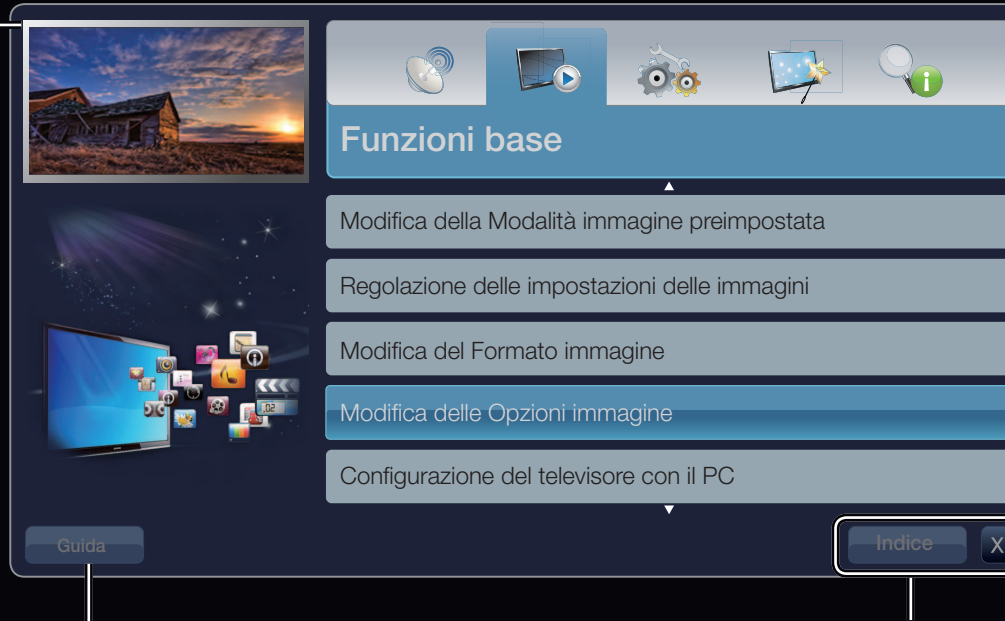 Funzioni base
Modifica della Modalità immagine preimpostata
Regolazione delle impostazioni delle immagini
Modifica del Formato immagine
Modifica delle Opzioni immagine
Configurazione del televisore con il PC
Guida
Indice
X